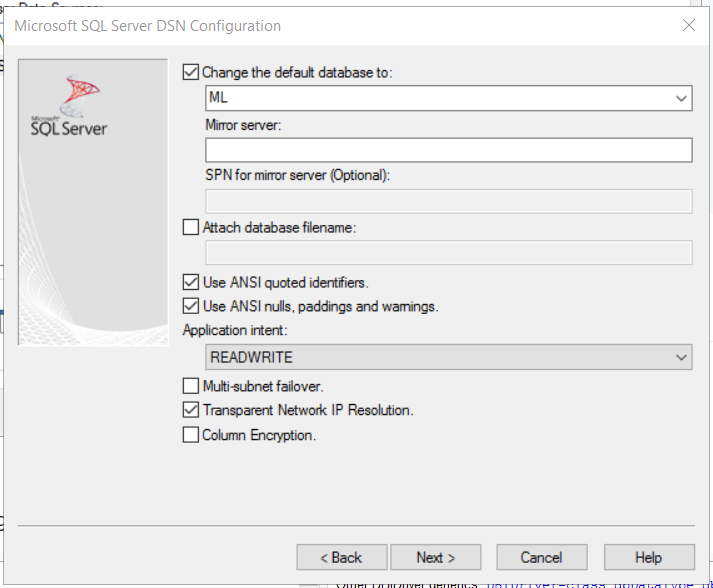 Microsoft SQL Server DSN Configuration
Microsoft
SQL Server
Change the default database to:
ML
Mirror server:
SPN for mirror server (Optional):
Attach database filename:
Use ANSI quoted identifiers.
Use ANSI nulls, paddings and warnings.
Application intent:
READWRITE
Multi-subnet failover.
Transparent Network IP Resolution.
Column Encryption.
< Back
Next >
Cancel
Help